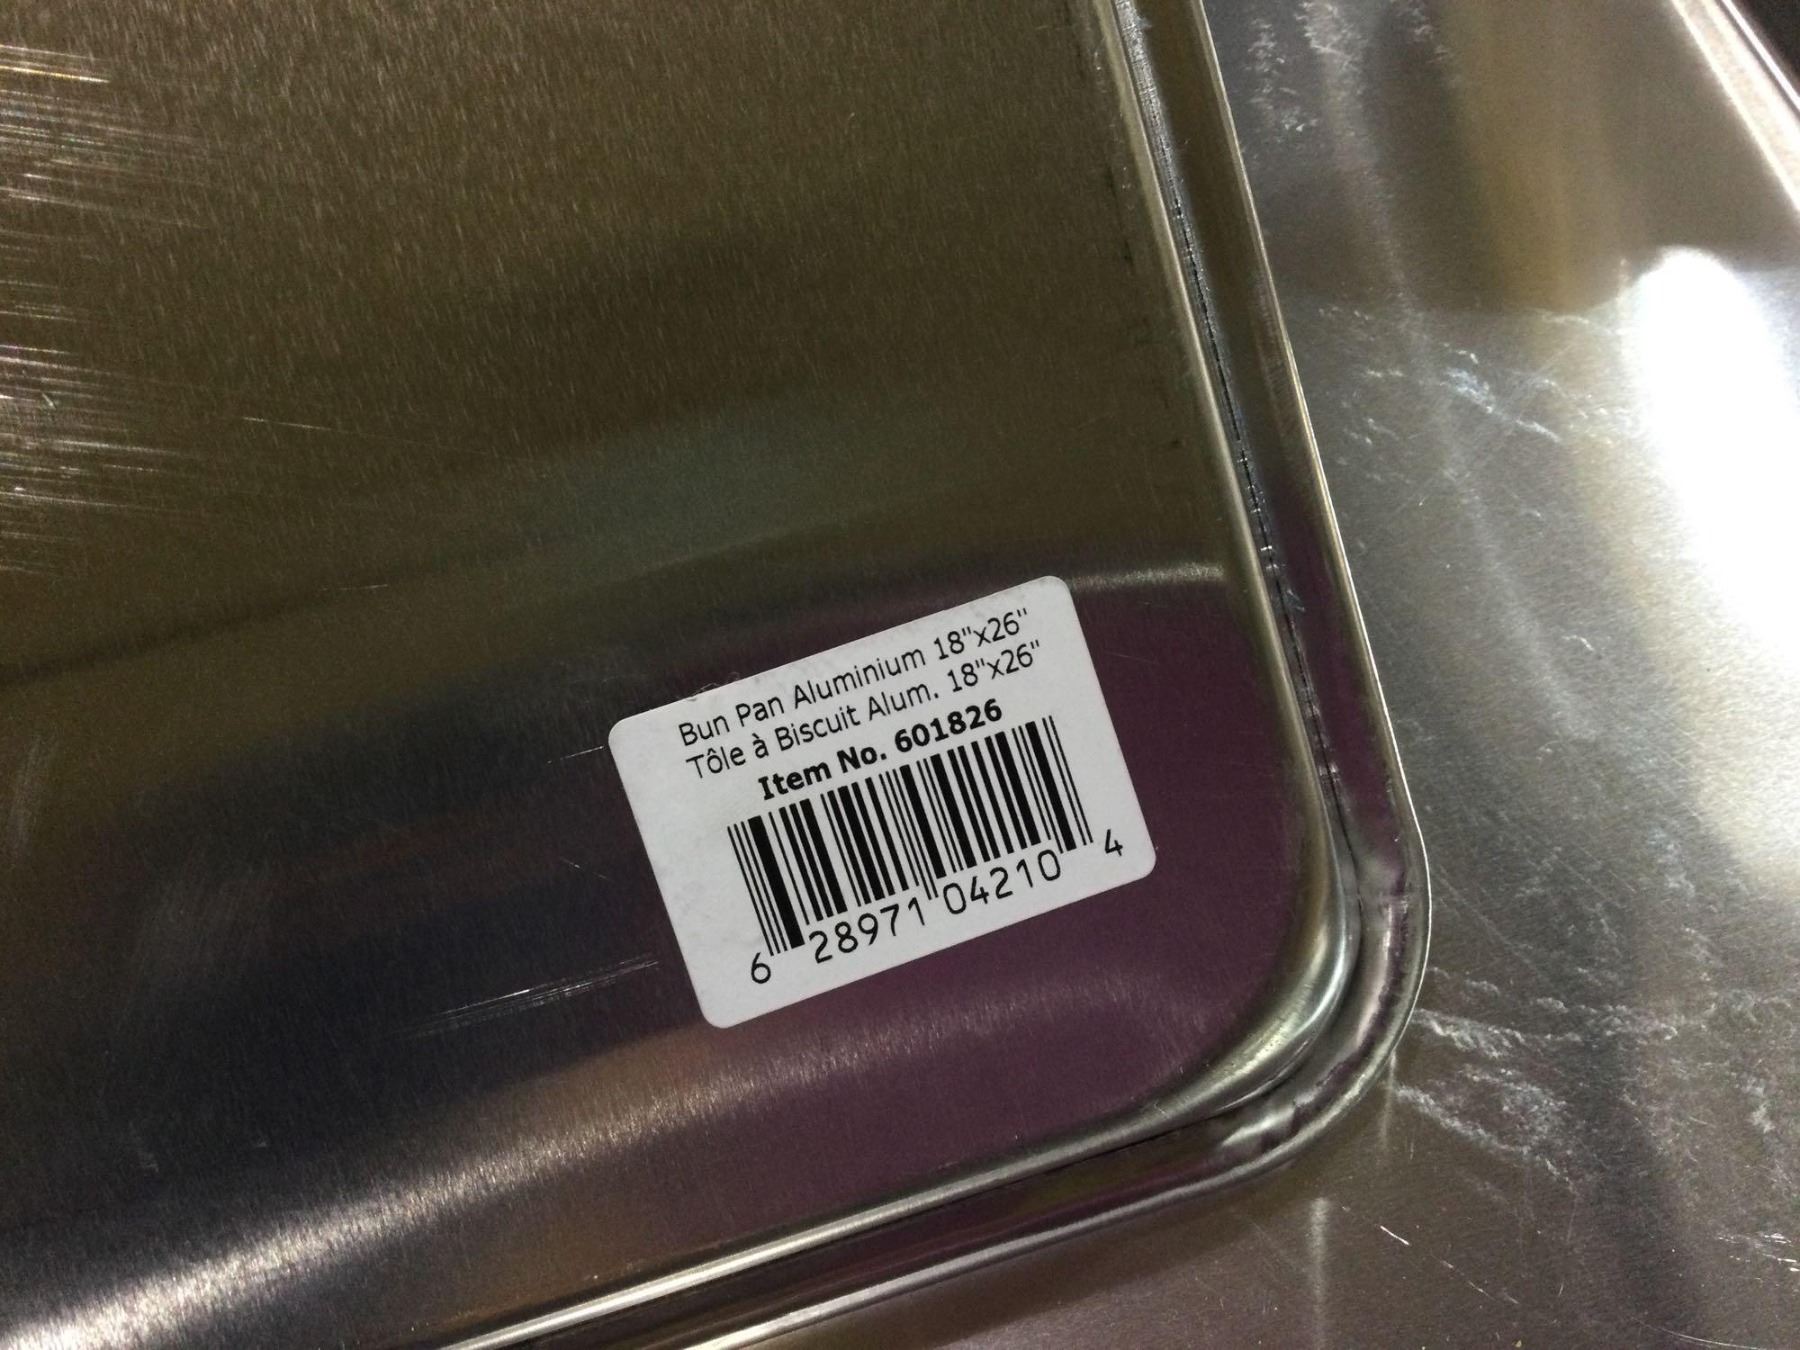 Bun Pan Aluminium 18"x26"
Tôle à Biscuit Alum. 18"x26"
Item No. 601826
6 28971 04210 4